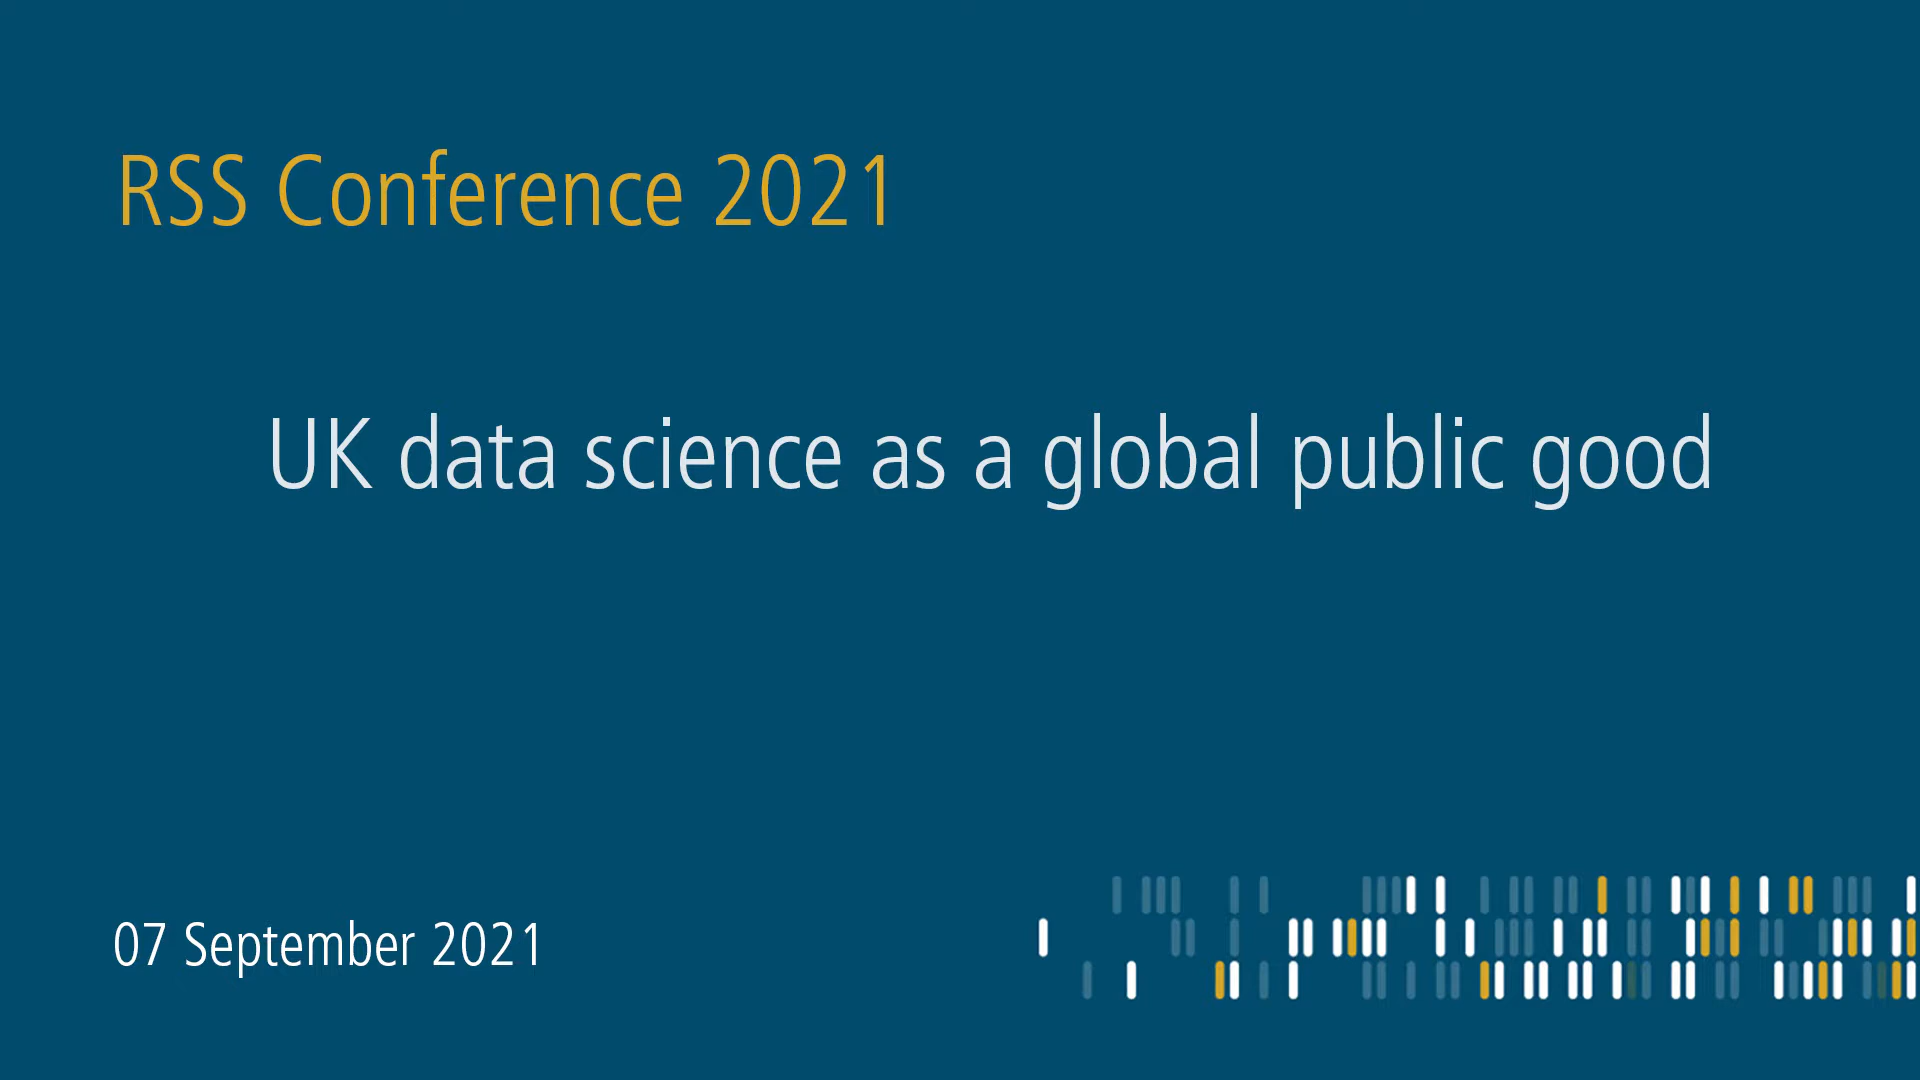 RSS Conference 2021
UK data science as a global public good
07 September 2021